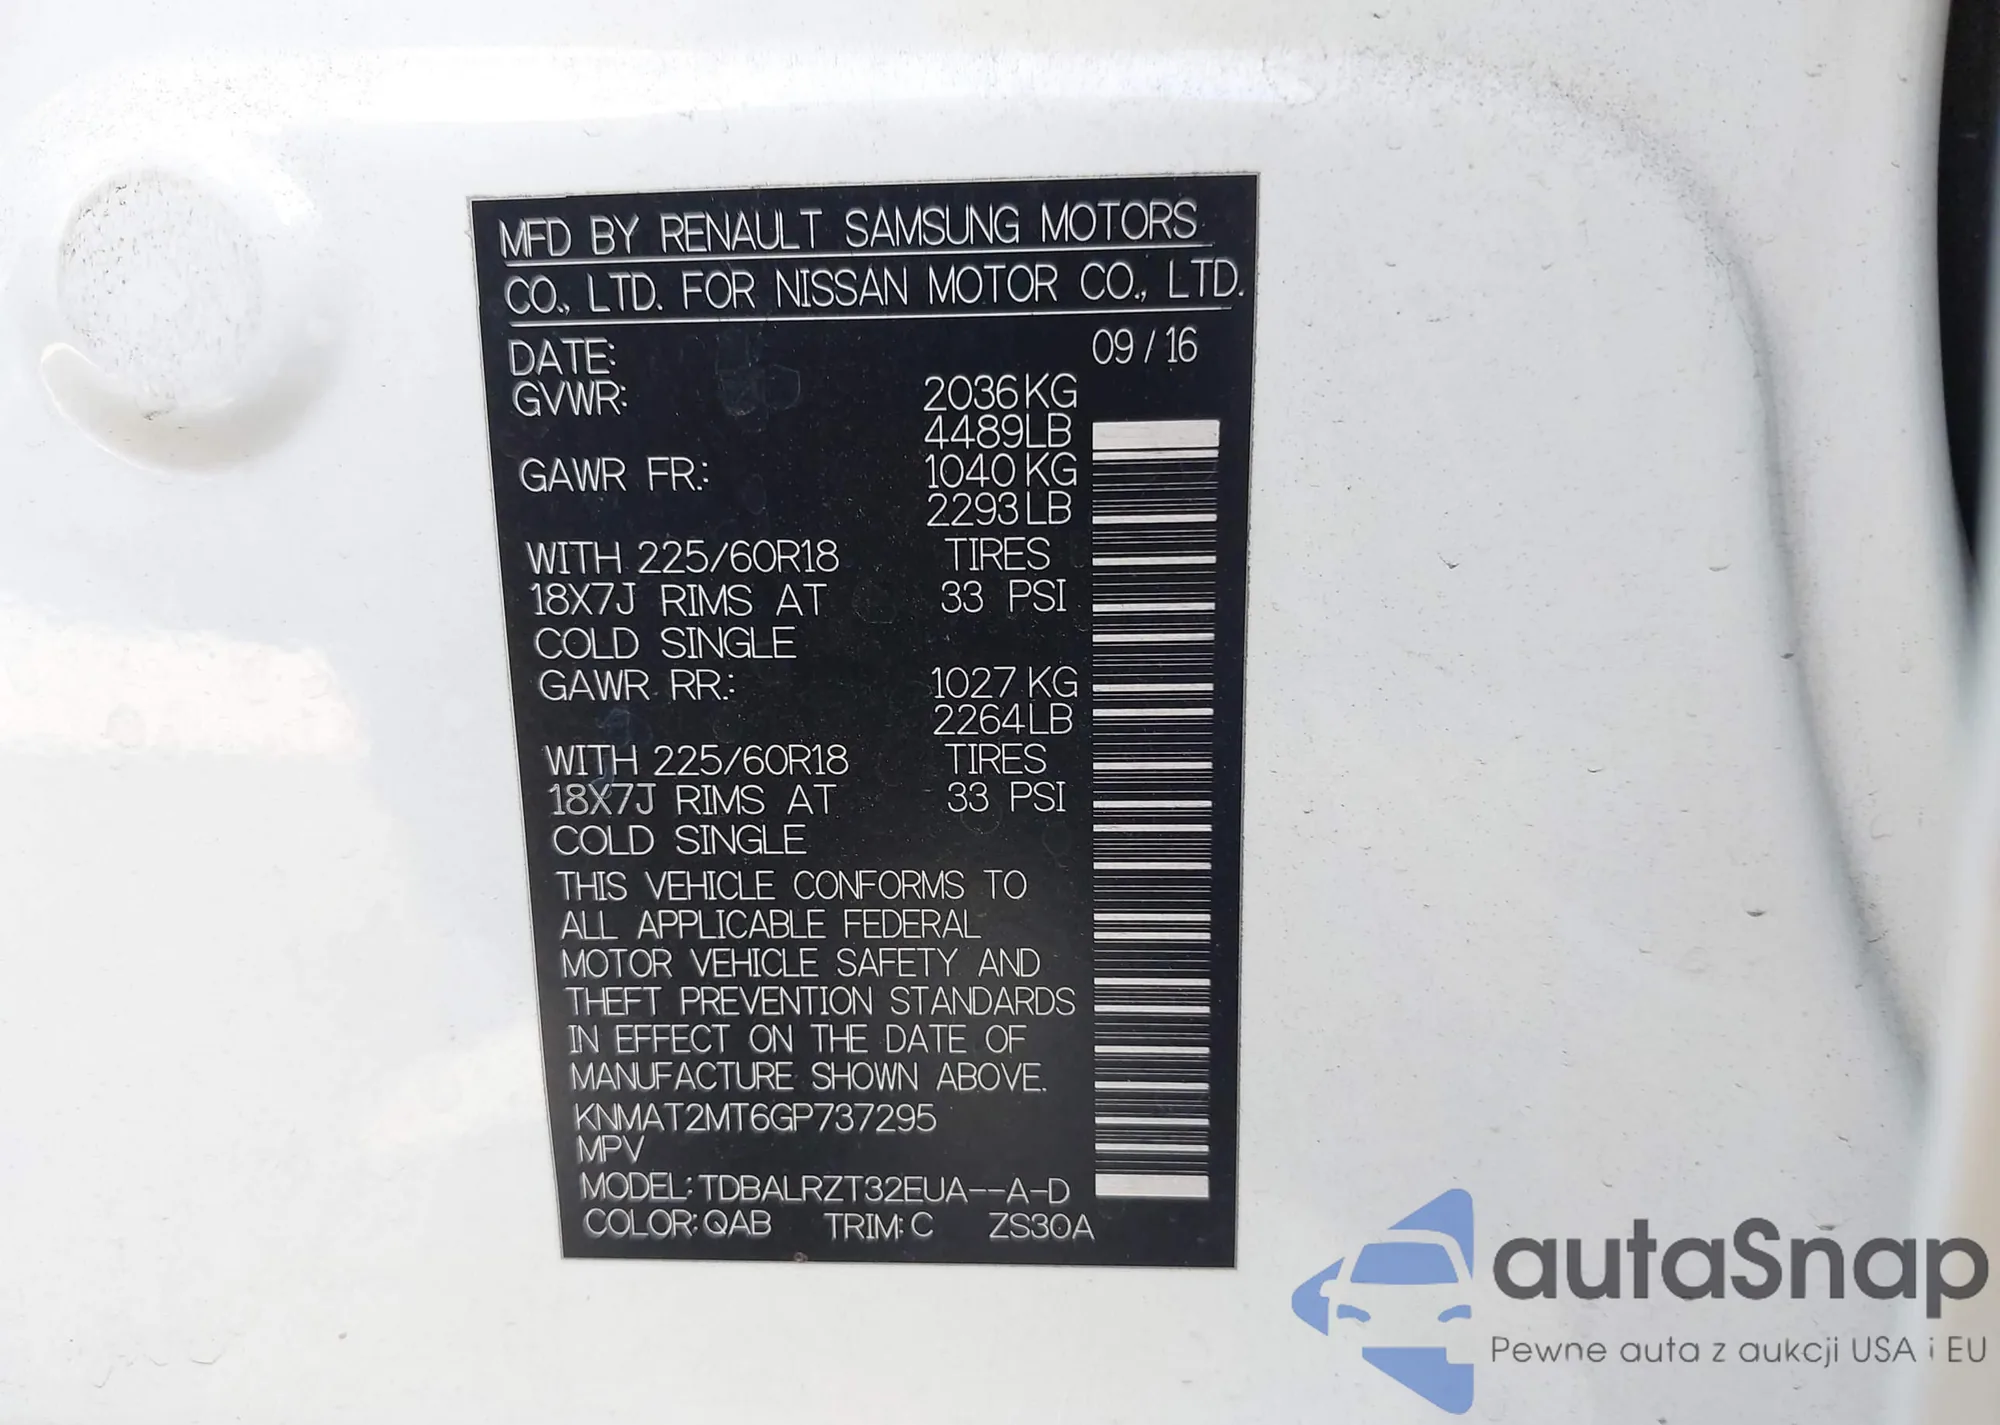 MFD BY RENAULT SAMSUNG MOTORS
CO., LTD. FOR NISSAN MOTOR CO., LTD.
DATE: 09 / 16
GVWR: 2036 KG
4489 LB
GAWR FR.: 1040 KG
2293 LB
WITH 225/60R18 TIRES
18X7J RIMS AT 33 PSI
COLD SINGLE
GAWR RR.: 1027 KG
2264 LB
WITH 225/60R18 TIRES
18X7J RIMS AT 33 PSI
COLD SINGLE
THIS VEHICLE CONFORMS TO
ALL APPLICABLE FEDERAL
MOTOR VEHICLE SAFETY AND
THEFT PREVENTION STANDARDS
IN EFFECT ON THE DATE OF
MANUFACTURE SHOWN ABOVE.
KNMAT2MT6GP737295
MPV
MODEL: TDBALRZT32EUA--A-D
COLOR: QAB TRIM: C ZS30A
autaSnap
Pewne auta z aukcji USA i EU